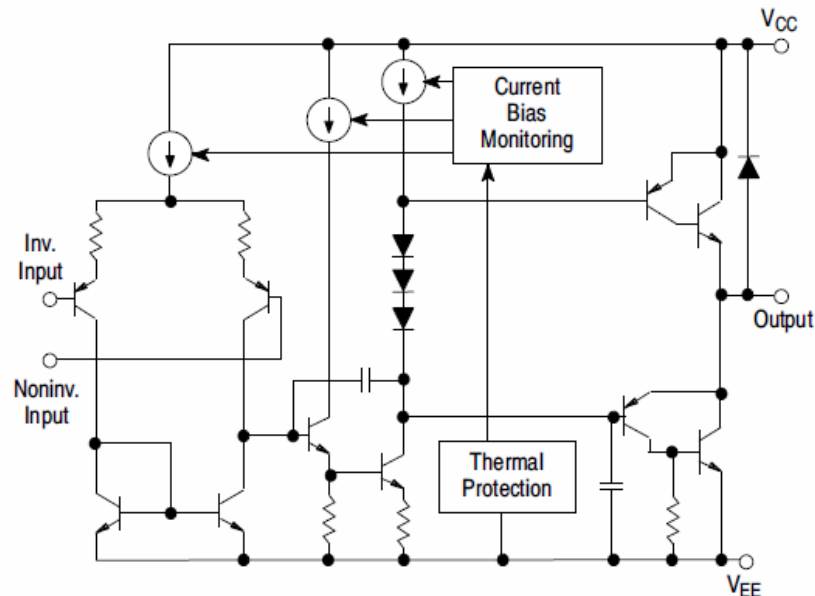 VCC
Current
Bias
Monitoring
Inv.
Input
Output
Noninv.
Input
Thermal
Protection
VEE